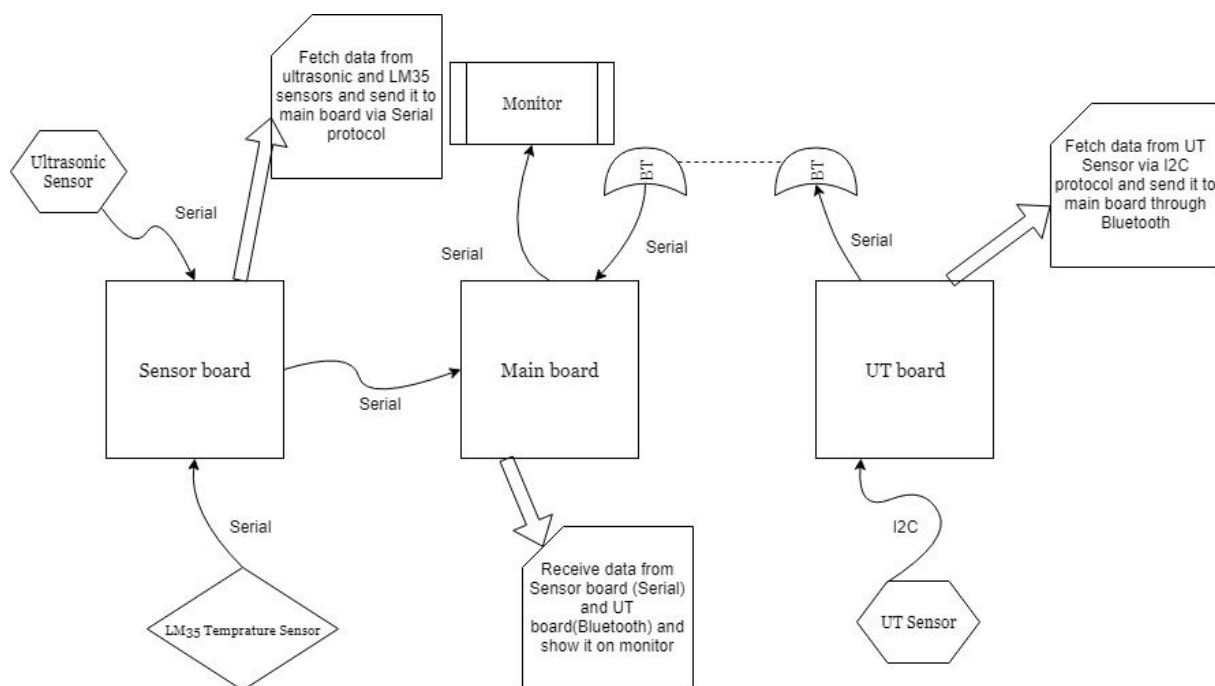 Fetch data from
ultrasonic and LM35
sensors and send it to
main board via Serial
protocol
Monitor
Ultrasonic
Sensor
BT
BT
Fetch data from UT
Sensor via I2C
protocol and send it to
main board through
Bluetooth
Serial
Serial
Serial
Serial
Sensor board
Main board
UT board
Serial
Serial
I2C
Receive data from
Sensor board (Serial)
and UT
board(Bluetooth) and
show it on monitor
LM35 Temprature Sensor
UT Sensor